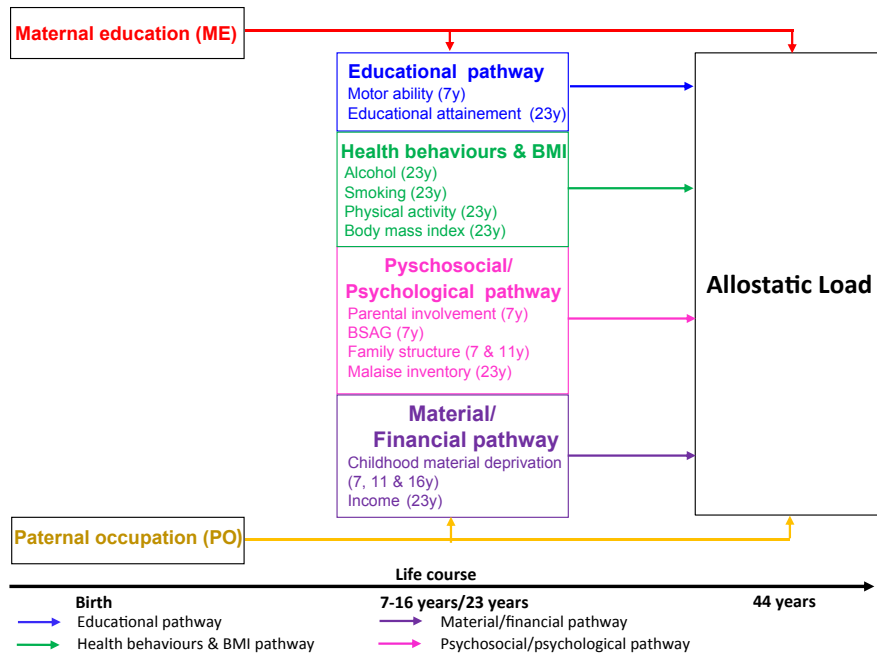 Maternal education (ME)
Educational pathway
Motor ability (7y)
Educational attainement (23y)
Health behaviours & BMI
Alcohol (23y)
Smoking (23y)
Physical activity (23y)
Body mass index (23y)
Pyschosocial/
Psychological pathway
Parental involvement (7y)
BSAG (7y)
Family structure (7 & 11y)
Malaise inventory (23y)
Material/
Financial pathway
Childhood material deprivation
(7, 11 & 16y)
Income (23y)
Allostatic Load
Paternal occupation (PO)
Life course
Birth
7-16 years/23 years
44 years
Educational pathway
Material/financial pathway
Health behaviours & BMI pathway
Psychosocial/psychological pathway